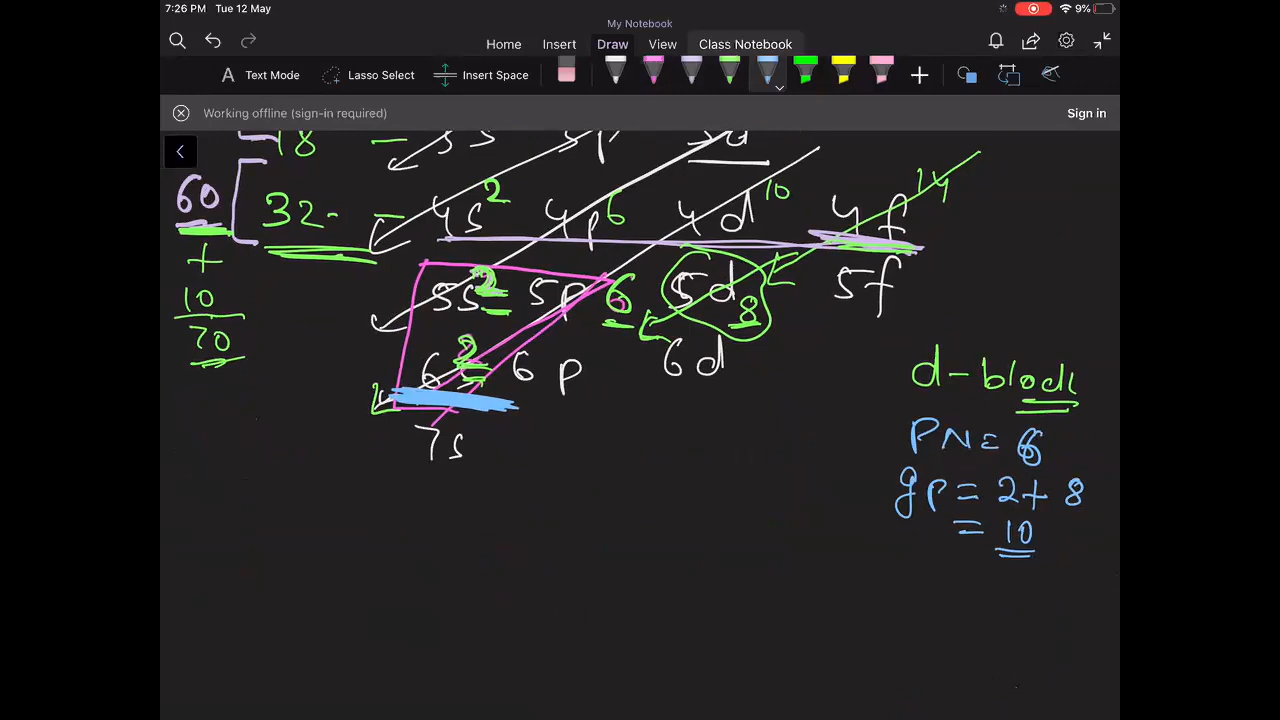 7:26 PM Tue 12 May
9%
My Notebook
Home Insert Draw View Class Notebook
Text Mode Lasso Select Insert Space
Working offline (sign-in required) Sign in
18
60 32 4s2 4p6 4d10 4f14
+
10 5s2 5p6 5d8 5f
70 6s2 6p 6d
7s
d-block
PN = 6
gp = 2+8
= 10